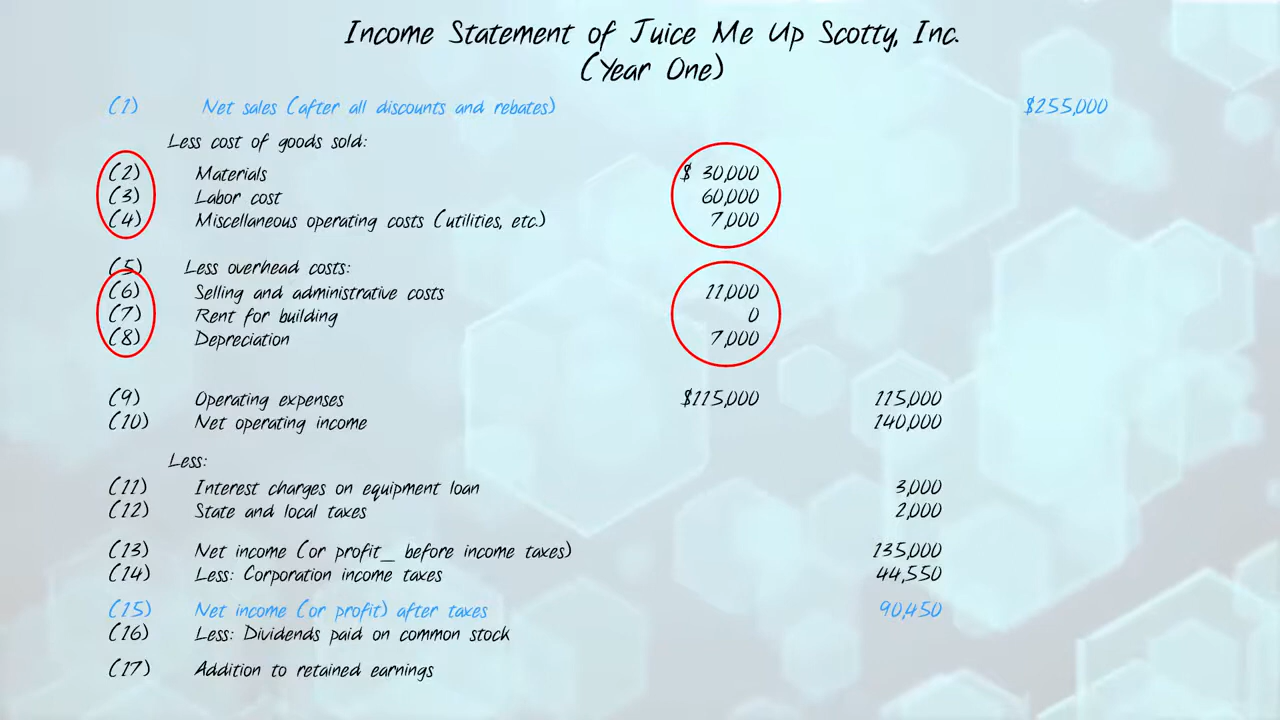 Income Statement of Juice Me Up Scotty, Inc.
(Year One)
(1) Net sales (after all discounts and rebates) $255,000
Less cost of goods sold:
(2) Materials $ 30,000
(3) Labor cost 60,000
(4) Miscellaneous operating costs (utilities, etc.) 7,000
(5) Less overhead costs:
(6) Selling and administrative costs 11,000
(7) Rent for building 0
(8) Depreciation 7,000
(9) Operating expenses $115,000 115,000
(10) Net operating income 140,000
Less:
(11) Interest charges on equipment loan 3,000
(12) State and local taxes 2,000
(13) Net income (or profit_ before income taxes) 135,000
(14) Less: Corporation income taxes 44,550
(15) Net income (or profit) after taxes 90,450
(16) Less: Dividends paid on common stock
(17) Addition to retained earnings